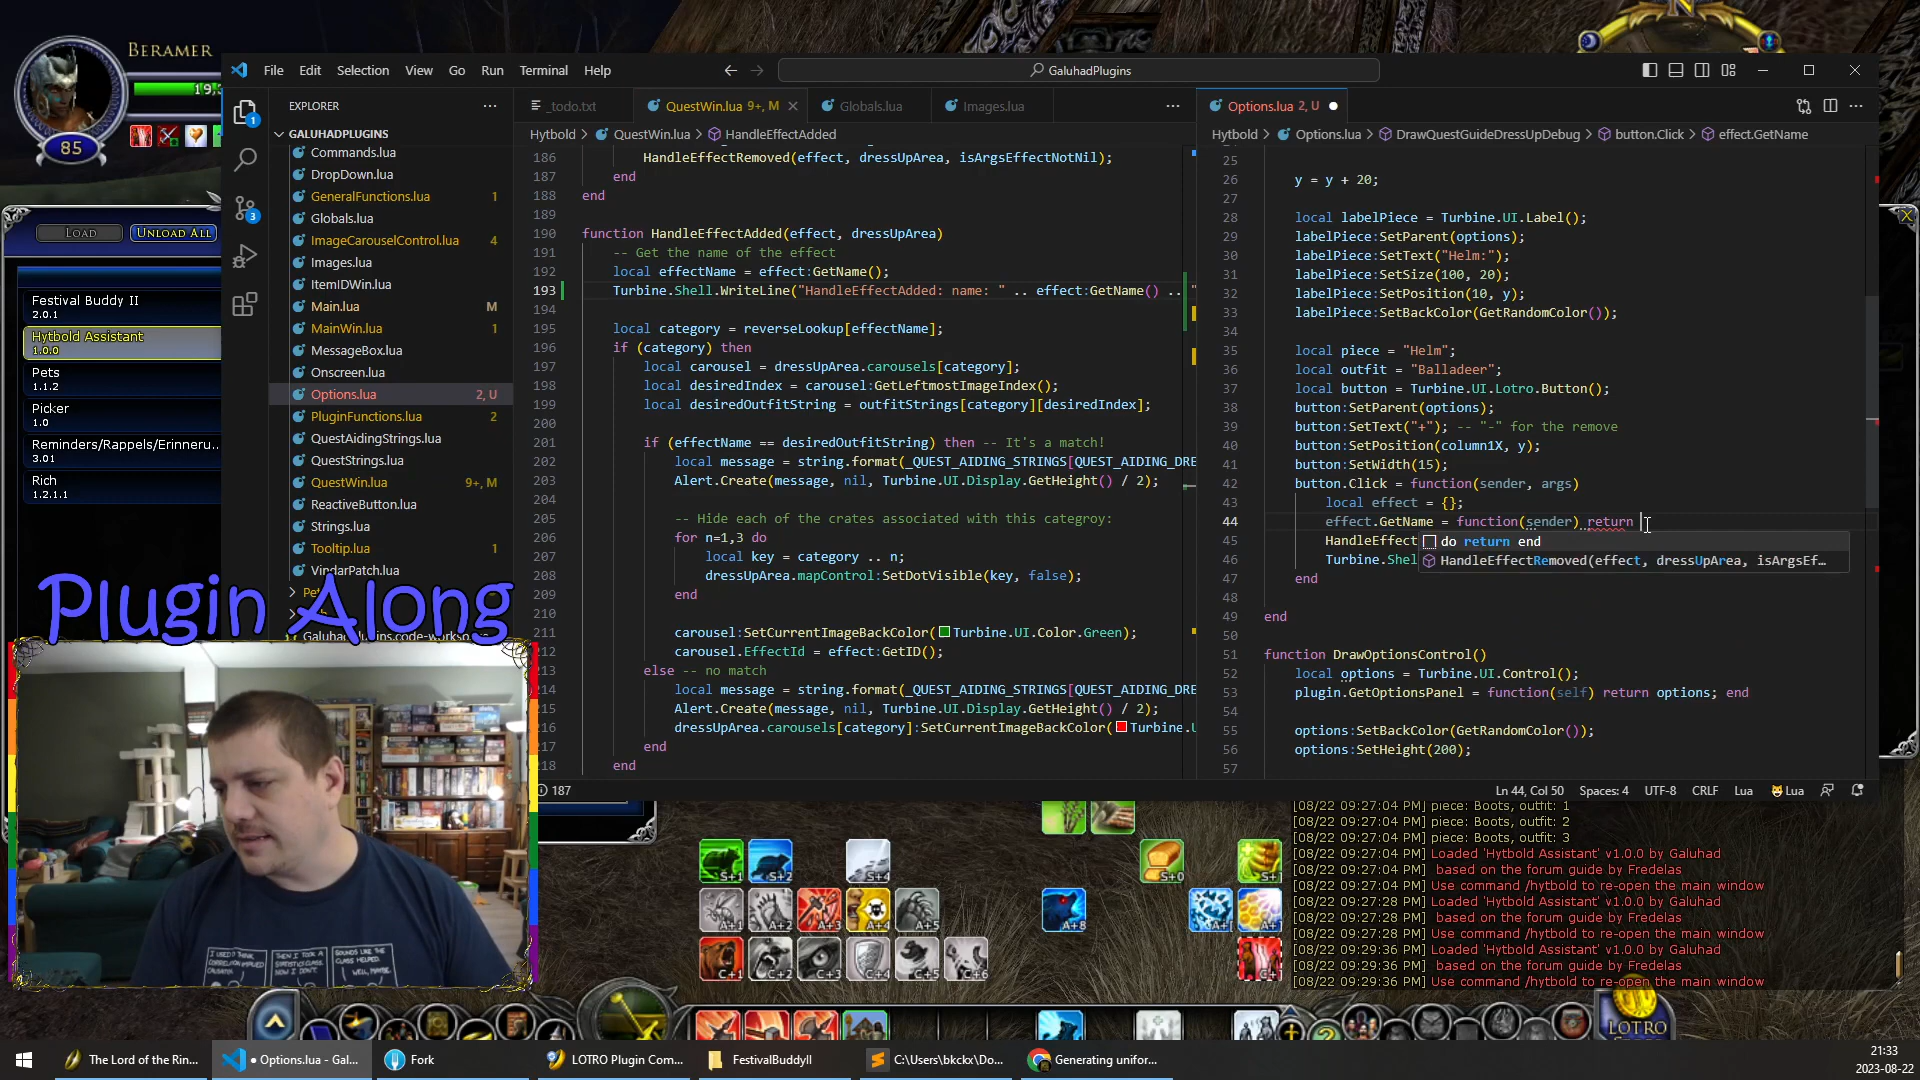 BERAMER
85
File Edit Selection View Go Run Terminal Help
GaluhadPlugins
EXPLORER
GALUHADPLUGINS
Commands.lua
DropDown.lua
GeneralFunctions.lua 1
Globals.lua
ImageCarouselControl.lua 4
Images.lua
ItemIDWin.lua
Main.lua M
MainWin.lua 1
MessageBox.lua
Onscreen.lua
Options.lua 2, U
PluginFunctions.lua 2
QuestAidingStrings.lua
QuestStrings.lua
QuestWin.lua 9+, M
ReactiveButton.lua
Strings.lua
Tooltip.lua 1
VindarPatch.lua
LOAD UNLOAD ALL
Festival Buddy II
2.0.1
Hytbold Assistant
1.0.0
Pets
1.1.2
Picker
1.0
Reminders/Rappels/Erinneru...
3.01
Rich
1.2.1.1
Plugin Along
_todo.txt QuestWin.lua 9+, M Globals.lua Images.lua
Hytbold > QuestWin.lua > HandleEffectAdded
186 HandleEffectRemoved(effect, dressUpArea, isArgsEffectNotNil);
187 end
188 end
189
190 function HandleEffectAdded(effect, dressUpArea)
191 -- Get the name of the effect
192 local effectName = effect:GetName();
193 Turbine.Shell.WriteLine("HandleEffectAdded: name: " .. effect:GetName() .. "
194
195 local category = reverseLookup[effectName];
196 if (category) then
197 local carousel = dressUpArea.carousels[category];
198 local desiredIndex = carousel:GetLeftmostImageIndex();
199 local desiredOutfitString = outfitStrings[category][desiredIndex];
200
201 if (effectName == desiredOutfitString) then -- It's a match!
202 local message = string.format(_QUEST_AIDING_STRINGS[QUEST_AIDING_DRE
203 Alert.Create(message, nil, Turbine.UI.Display.GetHeight() / 2);
204
205 -- Hide each of the crates associated with this categroy:
206 for n=1,3 do
207 local key = category .. n;
208 dressUpArea.mapControl:SetDotVisible(key, false);
209 end
210
211 carousel:SetCurrentImageBackColor(Turbine.UI.Color.Green);
212 carousel.EffectId = effect:GetID();
213 else -- no match
214 local message = string.format(_QUEST_AIDING_STRINGS[QUEST_AIDING_DRE
215 Alert.Create(message, nil, Turbine.UI.Display.GetHeight() / 2);
216 dressUpArea.carousels[category]:SetCurrentImageBackColor(Turbine.U
217 end
218 end
Options.lua 2, U
Hytbold > Options.lua > DrawQuestGuideDressUpDebug > button.Click > effect.GetName
25
26 y = y + 20;
27
28 local labelPiece = Turbine.UI.Label();
29 labelPiece:SetParent(options);
30 labelPiece:SetText("Helm:");
31 labelPiece:SetSize(100, 20);
32 labelPiece:SetPosition(10, y);
33 labelPiece:SetBackColor(GetRandomColor());
34
35 local piece = "Helm";
36 local outfit = "Balladeer";
37 local button = Turbine.UI.Lotro.Button();
38 button:SetParent(options);
39 button:SetText("+"); -- "-" for the remove
40 button:SetPosition(column1X, y);
41 button:SetWidth(15);
42 button.Click = function(sender, args)
43 local effect = {};
44 effect.GetName = function(sender) return
45 HandleEffect
do return end
46 Turbine.Shel
HandleEffectRemoved(effect, dressUpArea, isArgsEf...
47 end
48
49 end
50
51 function DrawOptionsControl()
52 local options = Turbine.UI.Control();
53 plugin.GetOptionsPanel = function(self) return options; end
54
55 options:SetBackColor(GetRandomColor());
56 options:SetHeight(200);
57
187 Ln 44, Col 50 Spaces: 4 UTF-8 CRLF Lua Lua
[08/22 09:27:04 PM] piece: Boots, outfit: 1
[08/22 09:27:04 PM] piece: Boots, outfit: 2
[08/22 09:27:04 PM] piece: Boots, outfit: 3
[08/22 09:27:04 PM] Loaded 'Hytbold Assistant' v1.0.0 by Galuhad
[08/22 09:27:04 PM] based on the forum guide by Fredelas
[08/22 09:27:04 PM] Use command /hytbold to re-open the main window
[08/22 09:27:28 PM] Loaded 'Hytbold Assistant' v1.0.0 by Galuhad
[08/22 09:27:28 PM] based on the forum guide by Fredelas
[08/22 09:27:28 PM] Use command /hytbold to re-open the main window
[08/22 09:29:36 PM] Loaded 'Hytbold Assistant' v1.0.0 by Galuhad
[08/22 09:29:36 PM] based on the forum guide by Fredelas
[08/22 09:29:36 PM] Use command /hytbold to re-open the main window
S+1 S+2 S+4 S+0
A+1 A+2 A+3 A+4 A+5 A+8
C+1 C+2 C+3 C+4 C+5 C+6
LOTRO
The Lord of the Rin... Options.lua - Gal... Fork LOTRO Plugin Com... FestivalBuddyII C:\Users\bkckx\Do... Generating unifor...
21:33
2023-08-22